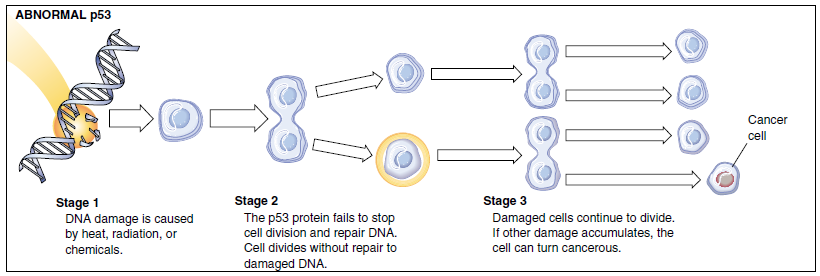 ABNORMAL p53
Cancer
cell
Stage 1
DNA damage is caused
by heat, radiation, or
chemicals.
Stage 2
The p53 protein fails to stop
cell division and repair DNA.
Cell divides without repair to
damaged DNA.
Stage 3
Damaged cells continue to divide.
If other damage accumulates, the
cell can turn cancerous.